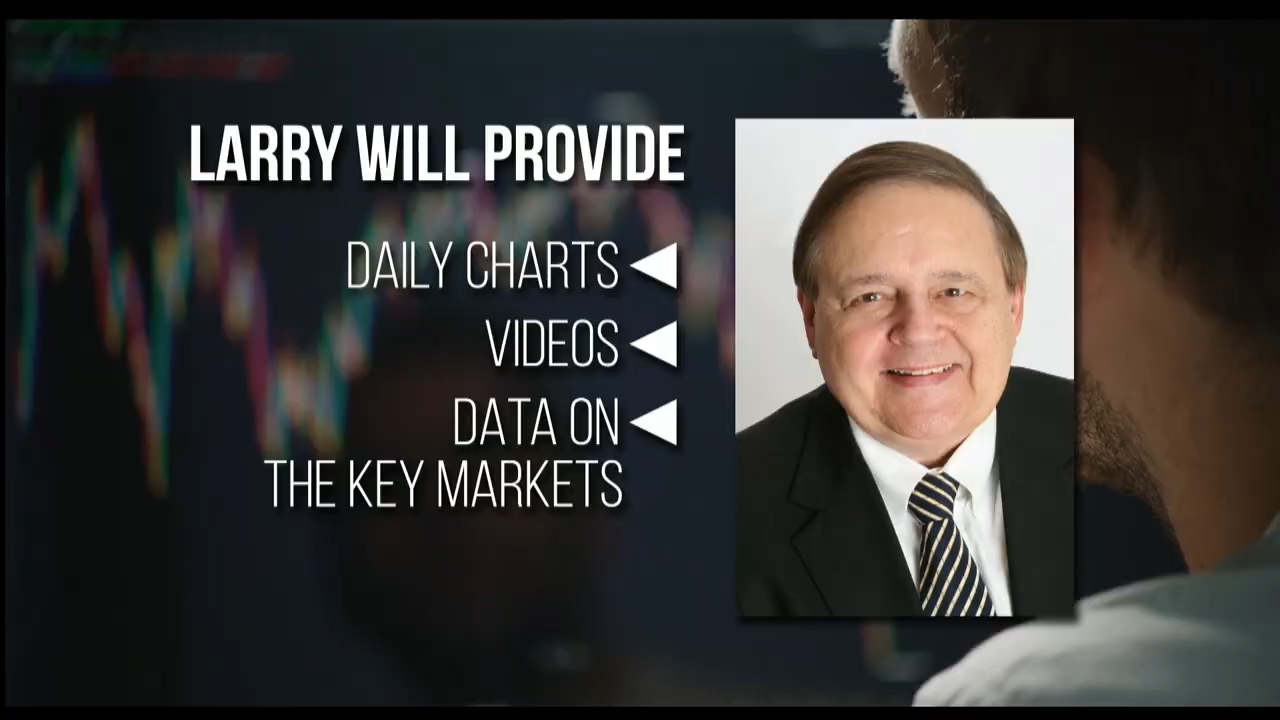 LARRY WILL PROVIDE
DAILY CHARTS
VIDEOS
DATA ON
THE KEY MARKETS